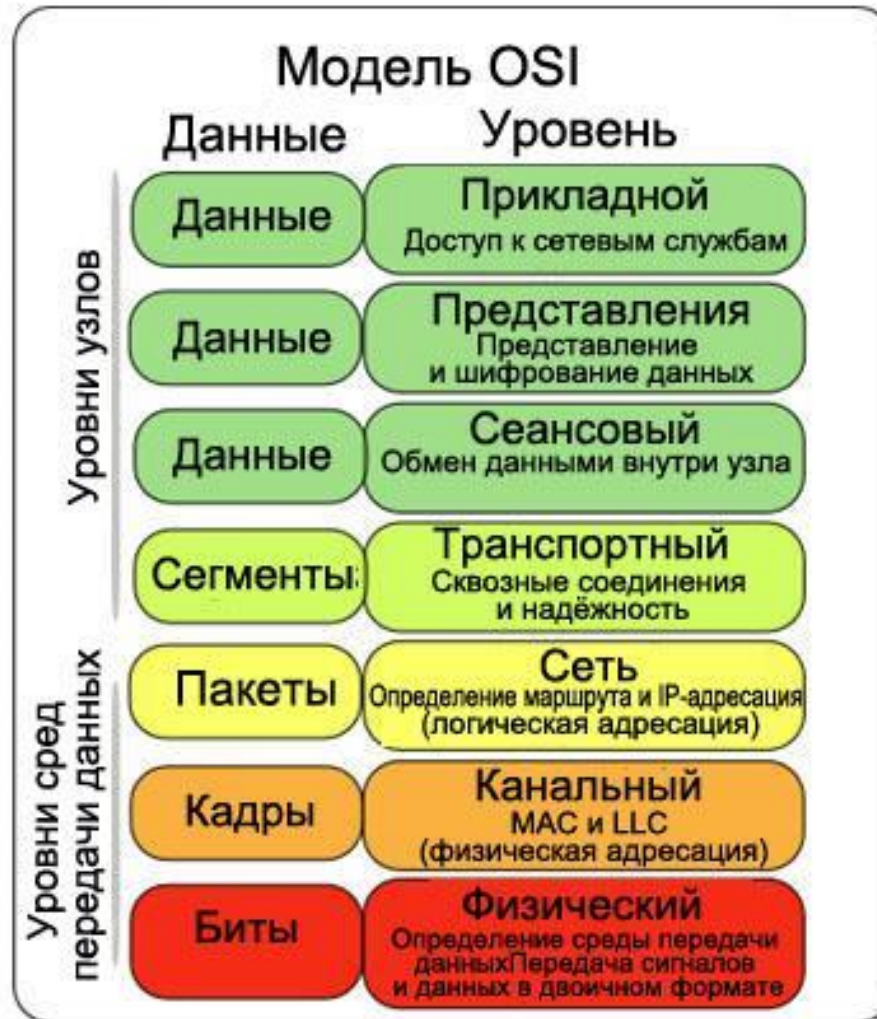 Модель OSI
Данные Уровень
Уровни узлов
Данные
Прикладной
Доступ к сетевым службам
Данные
Представления
Представление
и шифрование данных
Данные
Сеансовый
Обмен данными внутри узла
Сегменты:
Транспортный
Сквозные соединения
и надёжность
Уровни сред
передачи данных
Пакеты
Сеть
Определение маршрута и IP-адресация
(логическая адресация)
Кадры
Канальный
MAC и LLC
(физическая адресация)
Биты
Физический
Определение среды передачи
данныхПередача сигналов
и данных в двоичном формате